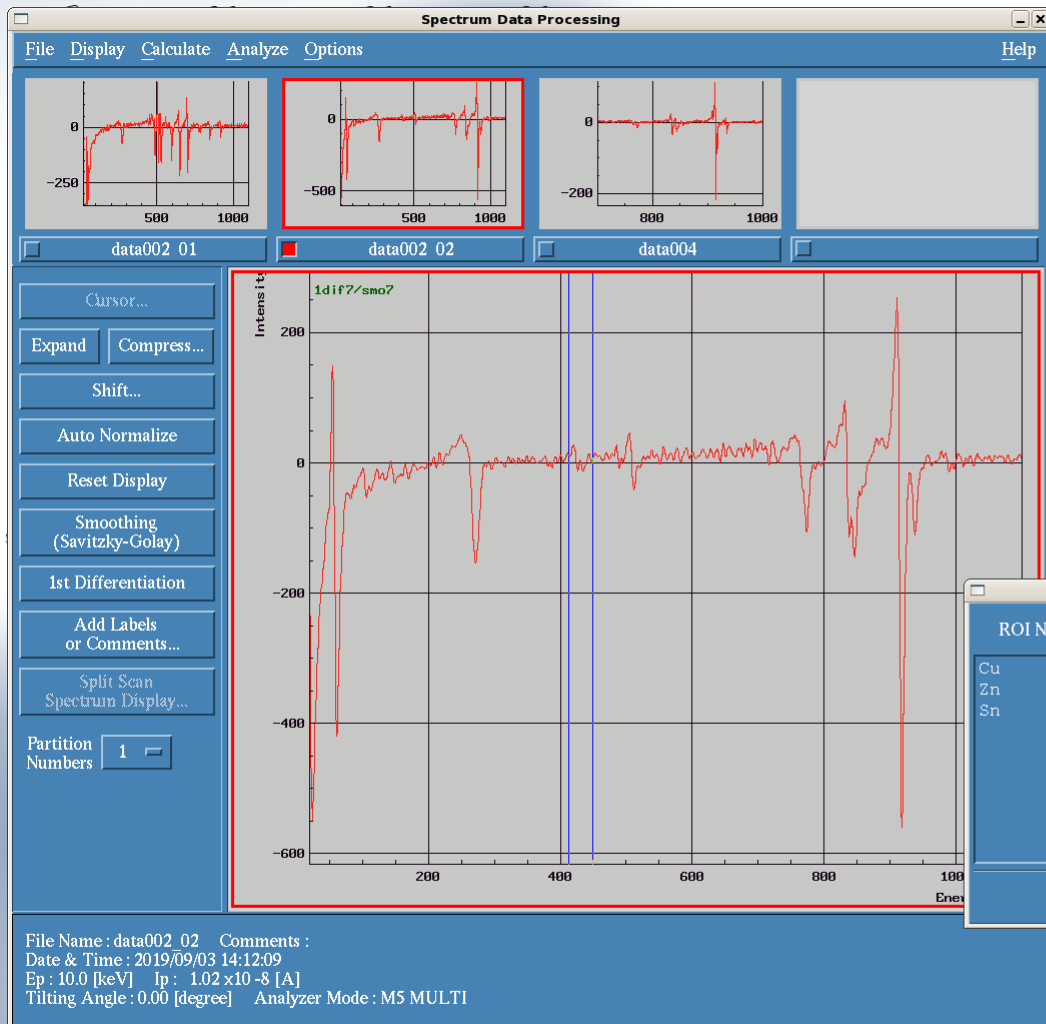 Spectrum Data Processing
File Display Calculate Analyze Options Help
0
-250
500 1000
0
-500
500 1000
0
-200
800 1000
data002_01 data002_02 data004
Cursor...
Expand Compress...
Shift...
Auto Normalize
Reset Display
Smoothing
(Savitzky-Golay)
1st Differentiation
Add Labels
or Comments...
Split Scan
Spectrum Display...
Partition
Numbers 1
Intensity
1dif7/smo7
200
0
-200
-400
-600
200 400 600 800 100
Ener
ROI N
Cu
Zn
Sn
File Name : data002_02 Comments :
Date & Time : 2019/09/03 14:12:09
Ep : 10.0 [keV] Ip : 1.02 x10 -8 [A]
Tilting Angle : 0.00 [degree] Analyzer Mode : M5 MULTI